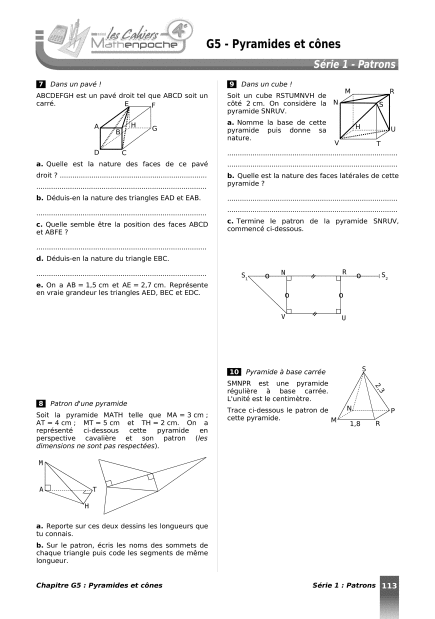 les Cahiers
Mathenpoche
4e
G5 - Pyramides et cônes
Série 1 - Patrons
7 Dans un pavé !
ABCDEFGH est un pavé droit tel que ABCD soit un
carré.
E F
A B H G
D C
a. Quelle est la nature des faces de ce pavé
droit ? ..........................................................
..........................................................
b. Déduis-en la nature des triangles EAD et EAB.
..........................................................
c. Quelle semble être la position des faces ABCD
et ABFE ?
..........................................................
d. Déduis-en la nature du triangle EBC.
..........................................................
e. On a AB = 1,5 cm et AE = 2,7 cm. Représente
en vraie grandeur les triangles AED, BEC et EDC.
8 Patron d'une pyramide
Soit la pyramide MATH telle que MA = 3 cm ;
AT = 4 cm ; MT = 5 cm et TH = 2 cm. On a
représenté ci-dessous cette pyramide en
perspective cavalière et son patron (les
dimensions ne sont pas respectées).
M
A T
H
a. Reporte sur ces deux dessins les longueurs que
tu connais.
b. Sur le patron, écris les noms des sommets de
chaque triangle puis code les segments de même
longueur.
9 Dans un cube !
Soit un cube RSTUMNVH de
côté 2 cm. On considère la
pyramide SNRUV.
a. Nomme la base de cette
pyramide puis donne sa
nature.
M R
N S
H U
V T
..........................................................
..........................................................
b. Quelle est la nature des faces latérales de cette
pyramide ?
..........................................................
..........................................................
c. Termine le patron de la pyramide SNRUV,
commencé ci-dessous.
S1 N R S2
V U
10 Pyramide à base carrée
SMNPR est une pyramide
régulière à base carrée.
L'unité est le centimètre.
Trace ci-dessous le patron de
cette pyramide.
S
2,3
N P
M 1,8 R
Chapitre G5 : Pyramides et cônes
Série 1 : Patrons 113